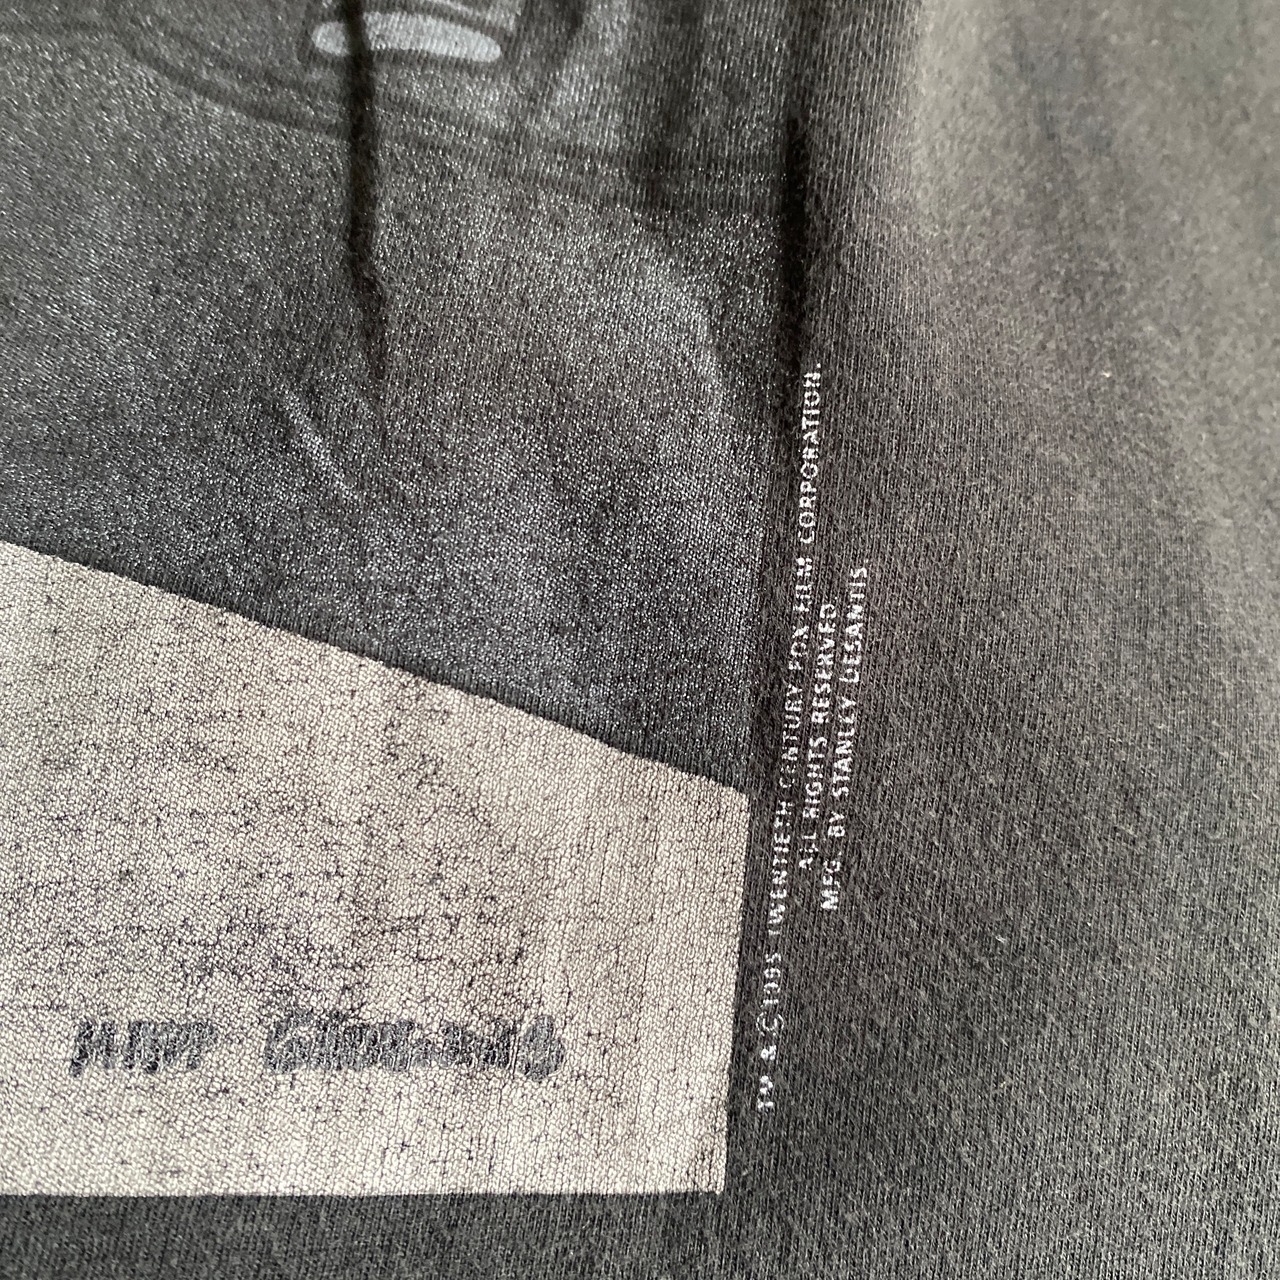 TM & © 1995 TWENTIETH CENTURY FOX FILM CORPORATION.
ALL RIGHTS RESERVED
MFG. BY STANLEY DESANTIS.